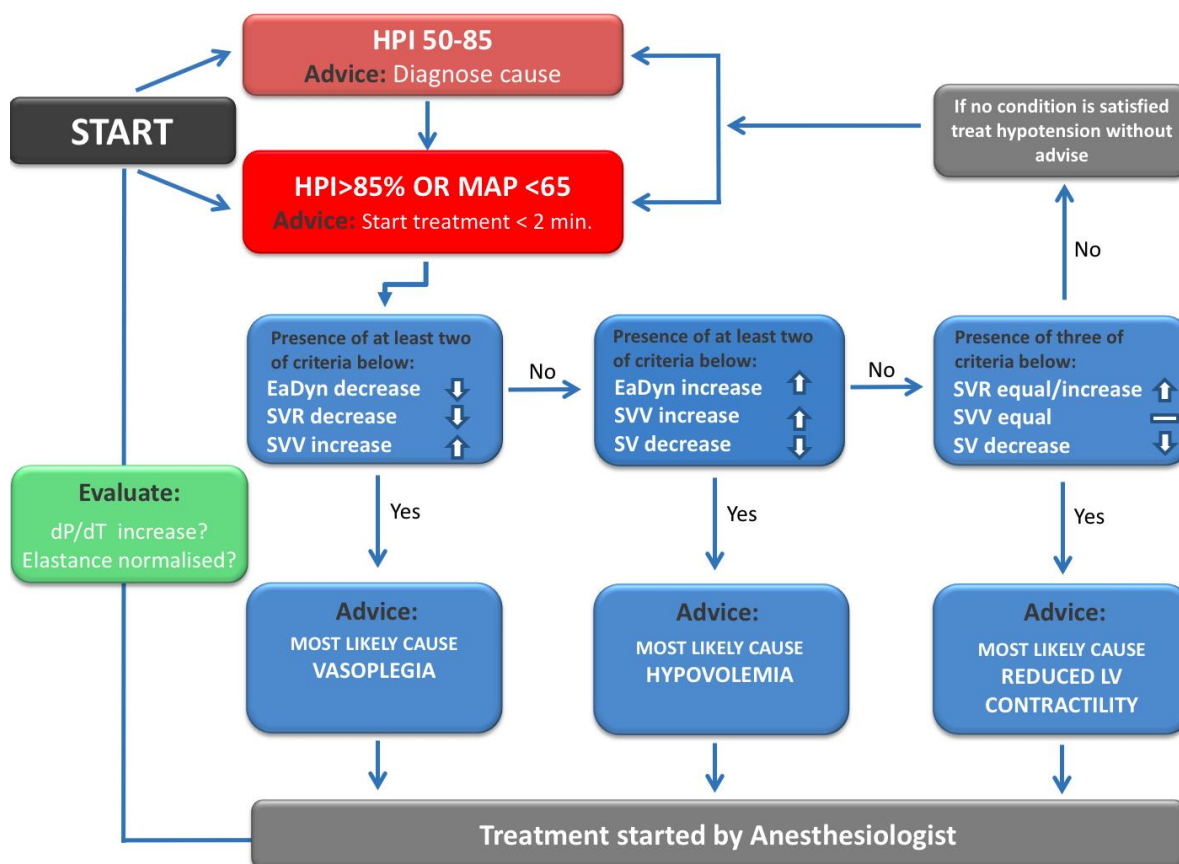 HPI 50-85
Advice: Diagnose cause
START
If no condition is satisfied
treat hypotension without
advise
HPI>85% OR MAP <65
Advice: Start treatment < 2 min.
No
Presence of at least two
of criteria below:
EaDyn decrease
SVR decrease
SVV increase
No
Presence of at least two
of criteria below:
EaDyn increase
SVV increase
SV decrease
No
Presence of three of
criteria below:
SVR equal/increase
SVV equal
SV decrease
Evaluate:
dP/dT increase?
Elastance normalised?
Yes
Yes
Yes
Advice:
MOST LIKELY CAUSE
VASOPLEGIA
Advice:
MOST LIKELY CAUSE
HYPOVOLEMIA
Advice:
MOST LIKELY CAUSE
REDUCED LV
CONTRACTILITY
Treatment started by Anesthesiologist